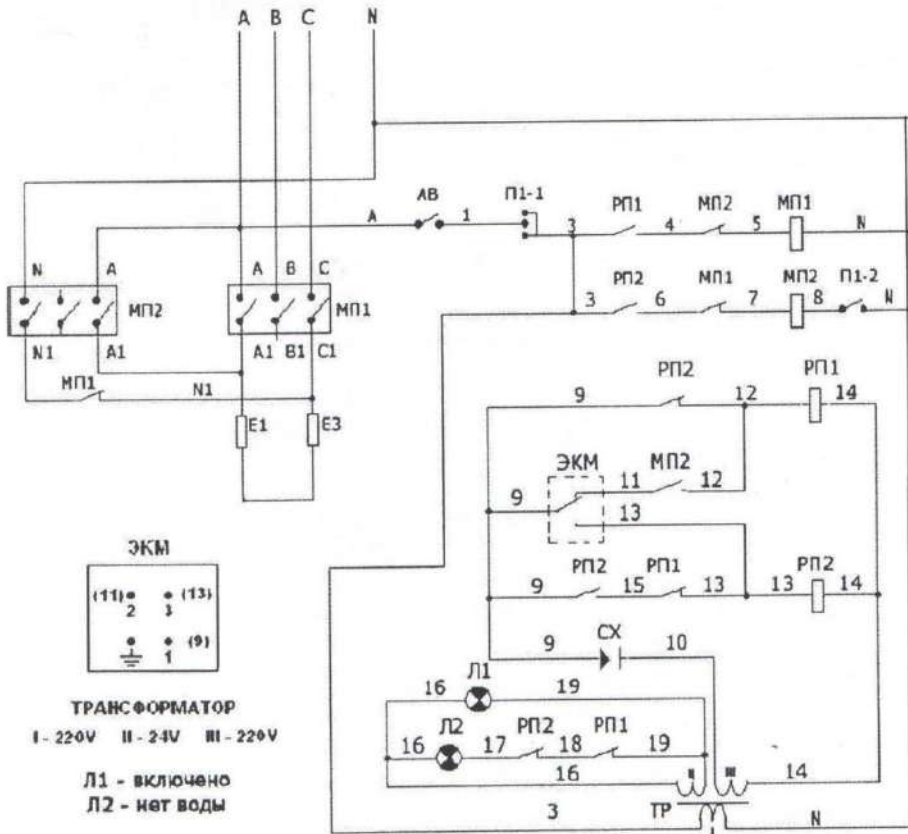 A B C N
АВ П1-1
A 1 3
РП1 МП2 МП1
4 5 N
N A A B C
МП2 МП1
РП2 МП1 МП2 П1-2
3 6 7 8 N
N1 A1 A1 B1 C1
МП1 N1
E1 E3
РП2 РП1
9 12 14
ЭКМ МП2
11 12
9 13
ЭКМ
(11) (13)
2 3
(9)
1
РП2 РП1 РП2
9 15 13 13 14
СХ
9 10
Л1
16 19
Л2 РП2 РП1
16 17 18 19
16 II III 14
3 ТР N
ТРАНСФОРМАТОР
I - 220V II - 24V III - 220V
Л1 - включено
Л2 - нет воды